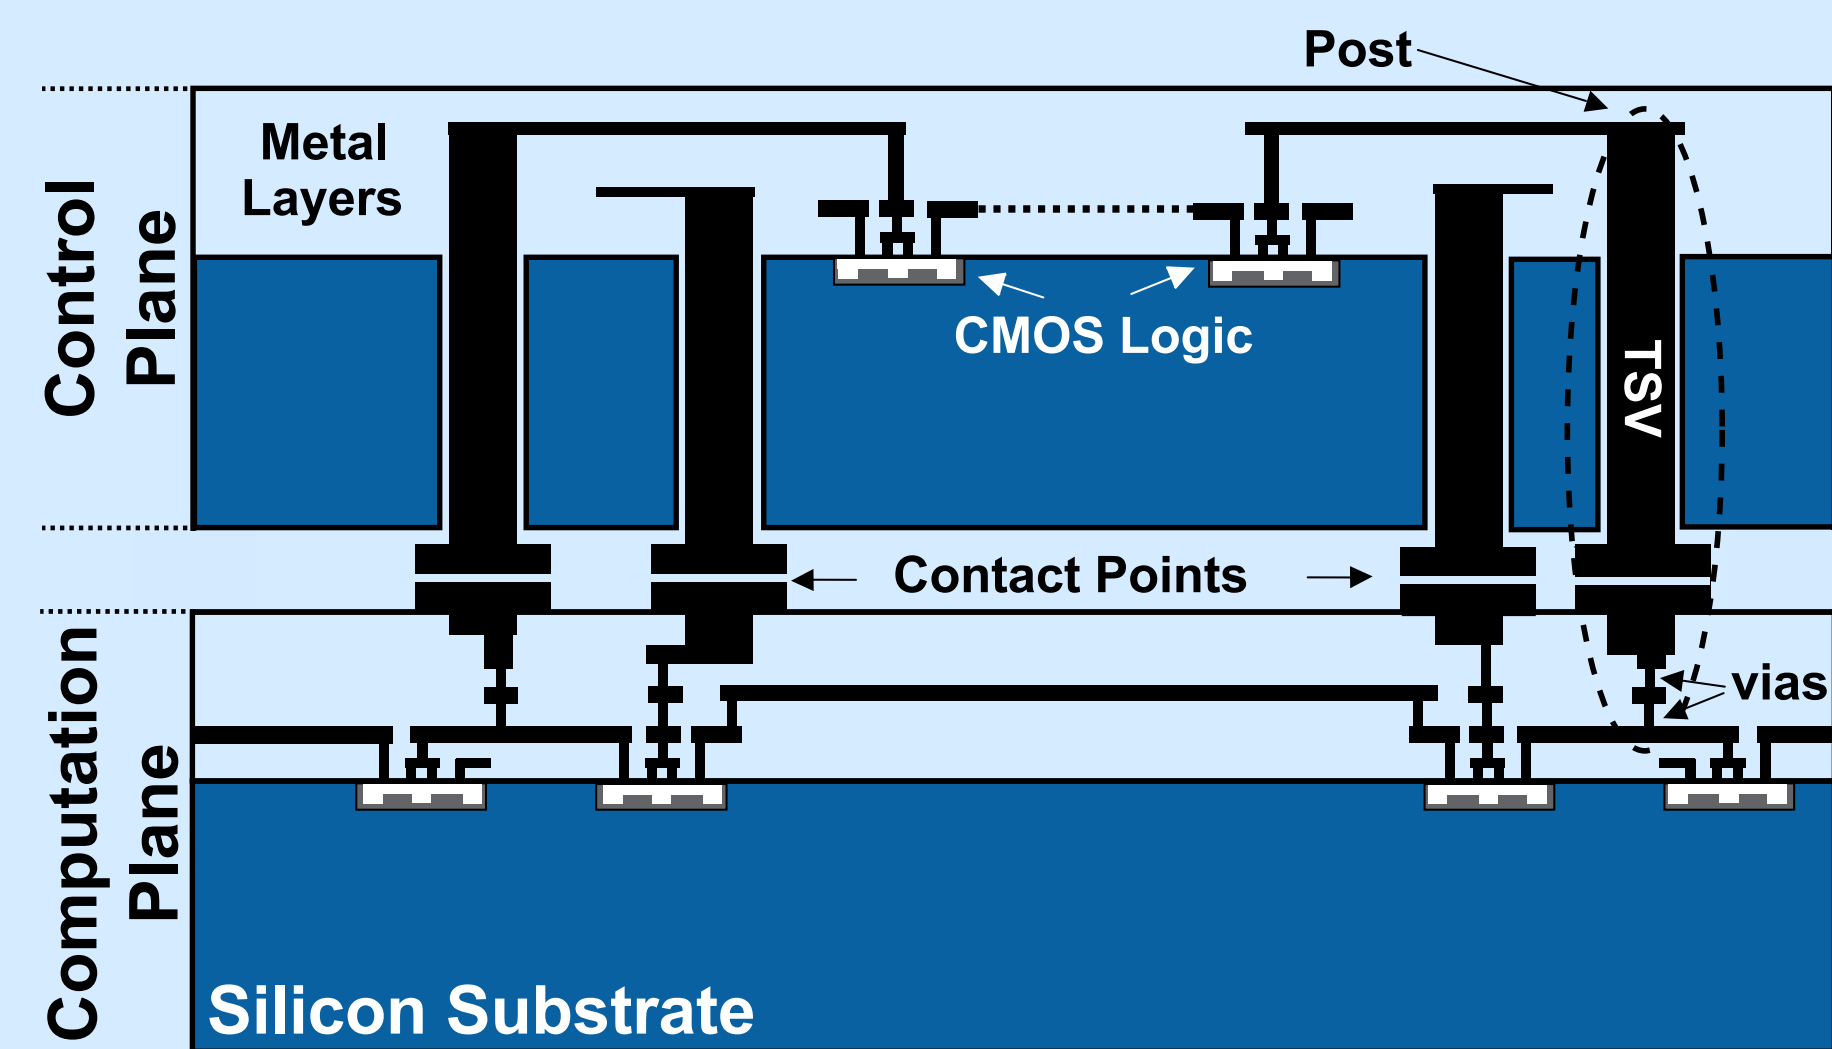 Post
Metal
Layers
Control
Plane
CMOS Logic
TSV
Contact Points
Computation
Plane
vias
Silicon Substrate